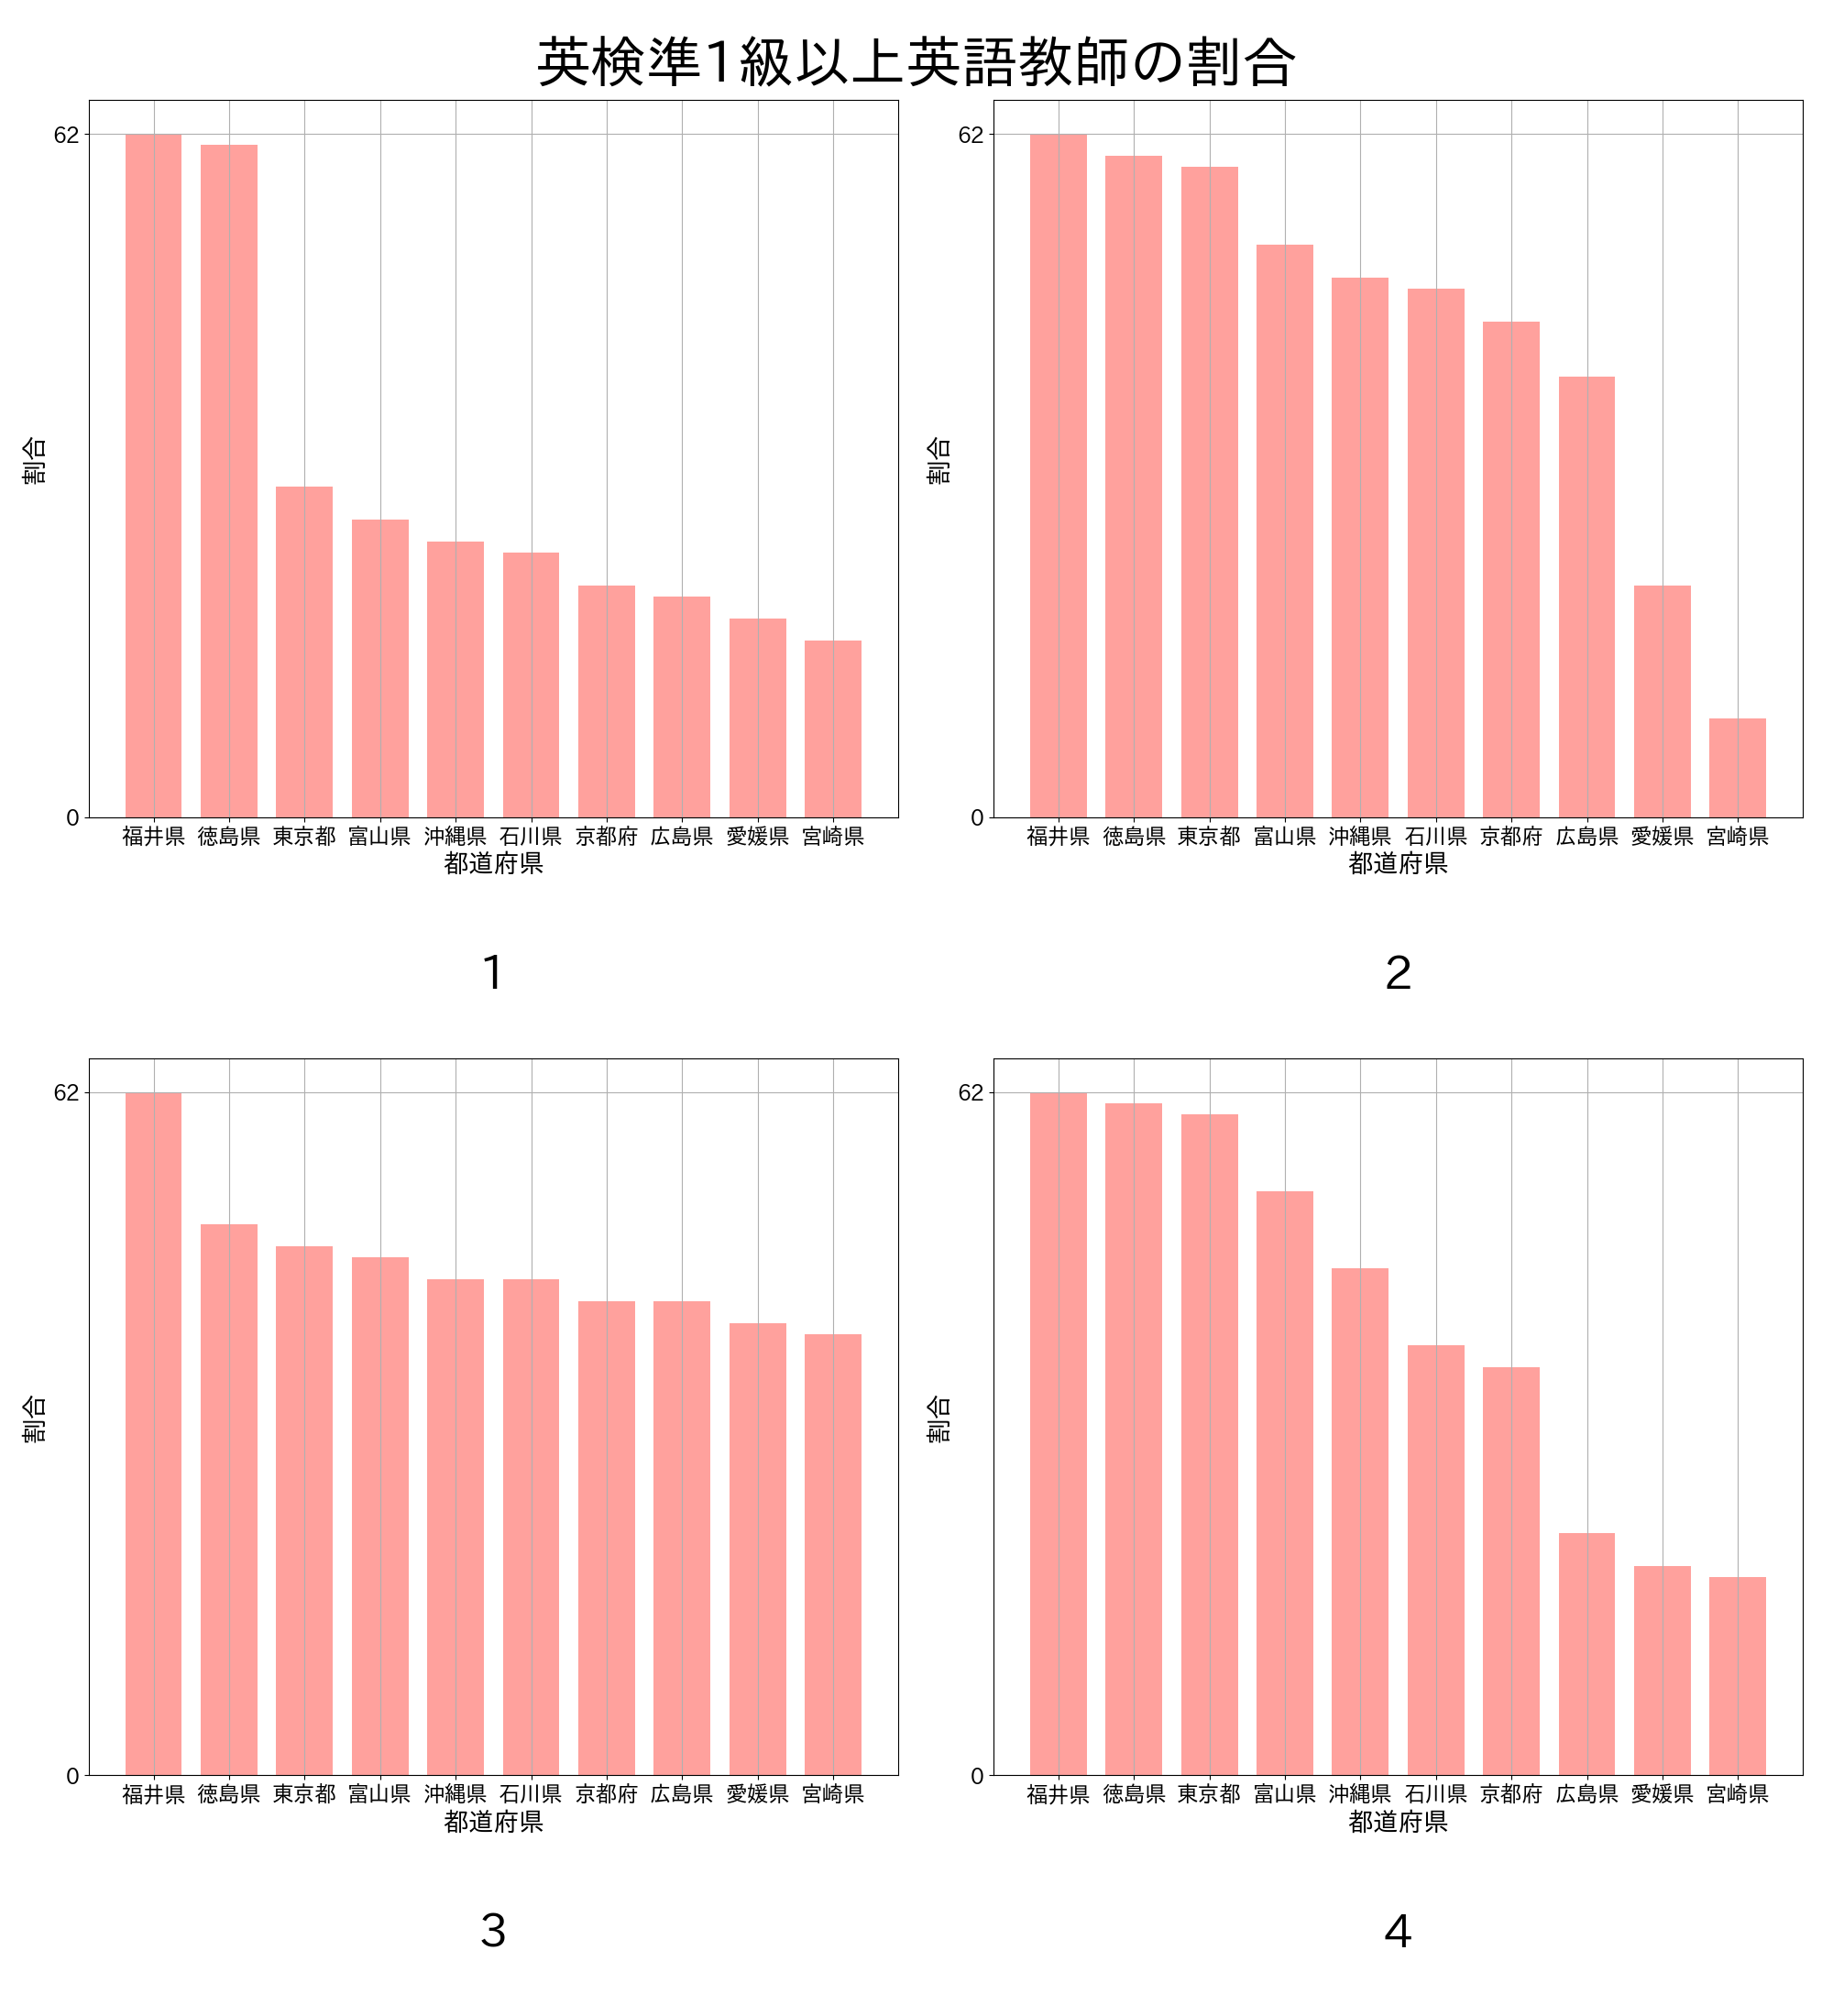 英検準1級以上英語教師の割合
62
0
割合
福井県 徳島県 東京都 富山県 沖縄県 石川県 京都府 広島県 愛媛県 宮崎県
都道府県
1
62
0
割合
福井県 徳島県 東京都 富山県 沖縄県 石川県 京都府 広島県 愛媛県 宮崎県
都道府県
2
62
0
割合
福井県 徳島県 東京都 富山県 沖縄県 石川県 京都府 広島県 愛媛県 宮崎県
都道府県
3
62
0
割合
福井県 徳島県 東京都 富山県 沖縄県 石川県 京都府 広島県 愛媛県 宮崎県
都道府県
4